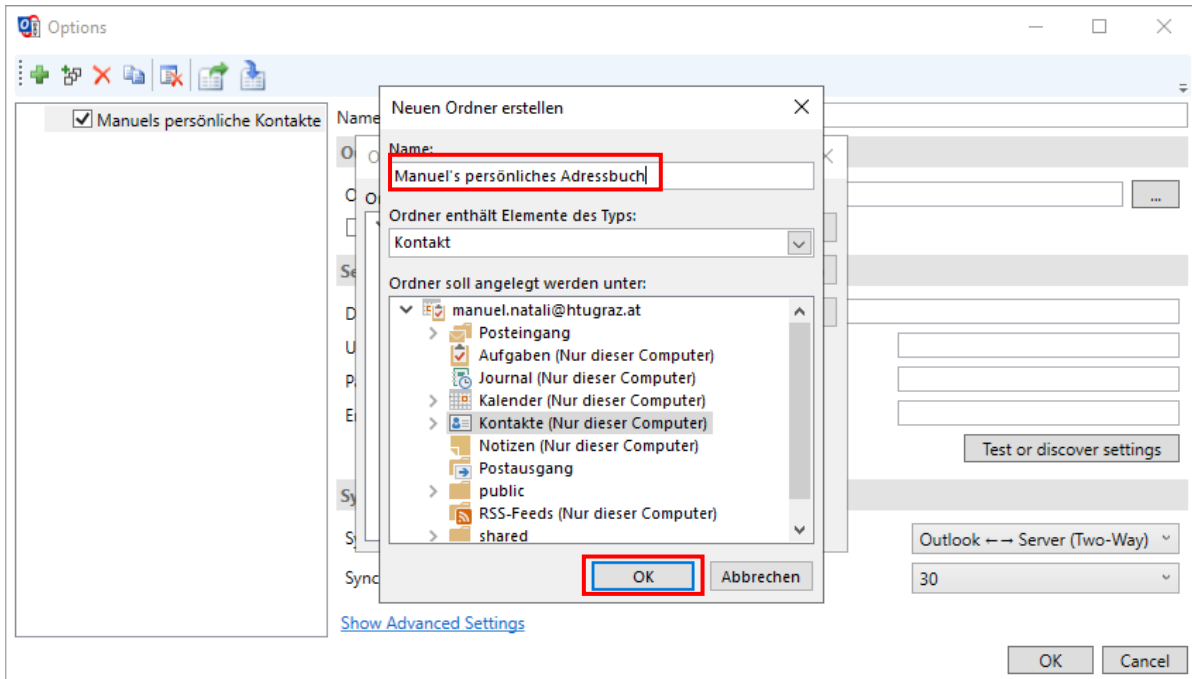 Options
Manuels persönliche Kontakte
Name
Neuen Ordner erstellen
Name:
Manuel's persönliches Adressbuch
Ordner enthält Elemente des Typs:
Kontakt
Ordner soll angelegt werden unter:
manuel.natali@htugraz.at
Posteingang
Aufgaben (Nur dieser Computer)
Journal (Nur dieser Computer)
Kalender (Nur dieser Computer)
Kontakte (Nur dieser Computer)
Notizen (Nur dieser Computer)
Postausgang
public
RSS-Feeds (Nur dieser Computer)
shared
OK
Abbrechen
...
Test or discover settings
Outlook ←→ Server (Two-Way)
Sync
30
Show Advanced Settings
OK
Cancel